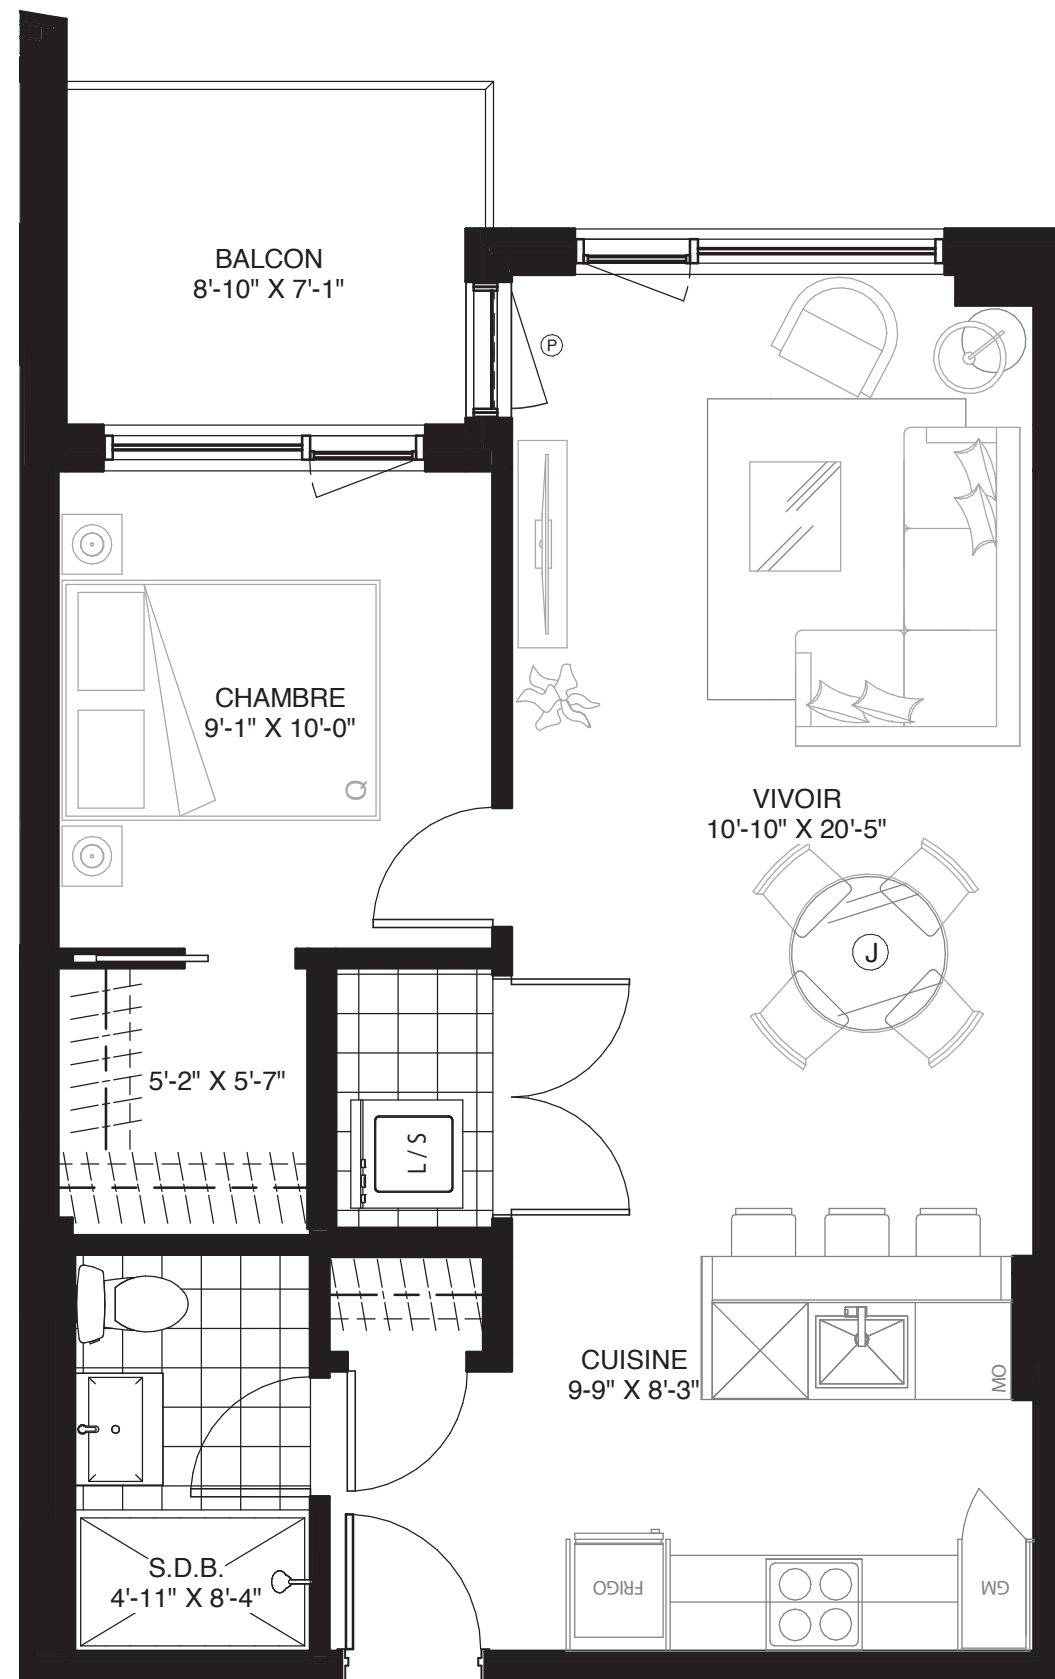 BALCON
8'-10" X 7'-1"
P
CHAMBRE
9'-1" X 10'-0"
Q
VIVOIR
10'-10" X 20'-5"
J
5'-2" X 5'-7"
L/S
CUISINE
9-9" X 8'-3"
MO
S.D.B.
4'-11" X 8'-4"
FRIGO
GM